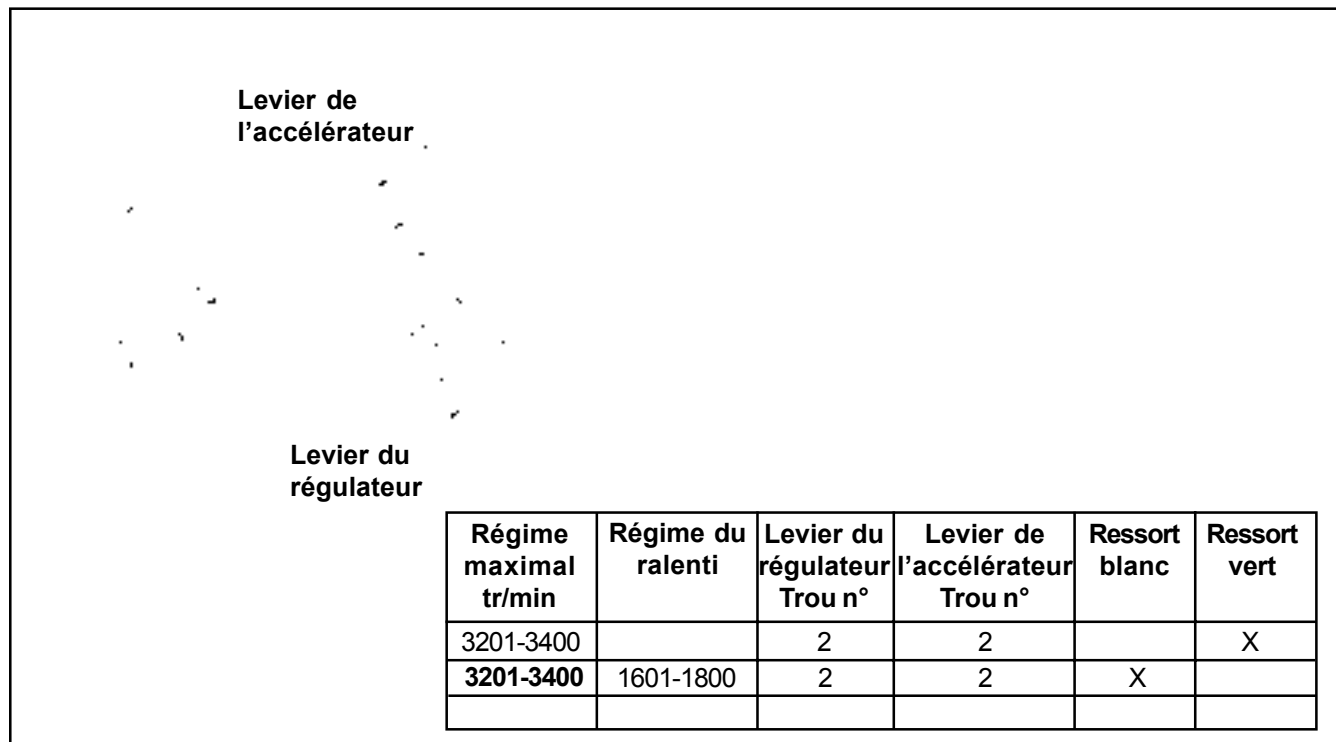 Levier de
l'accélérateur
Levier du
régulateur
Régime maximal tr/min Régime du ralenti Levier du régulateur Trou n° Levier de l'accélérateur Trou n° Ressort blanc Ressort vert
3201-3400 2 2 X
3201-3400 1601-1800 2 2 X